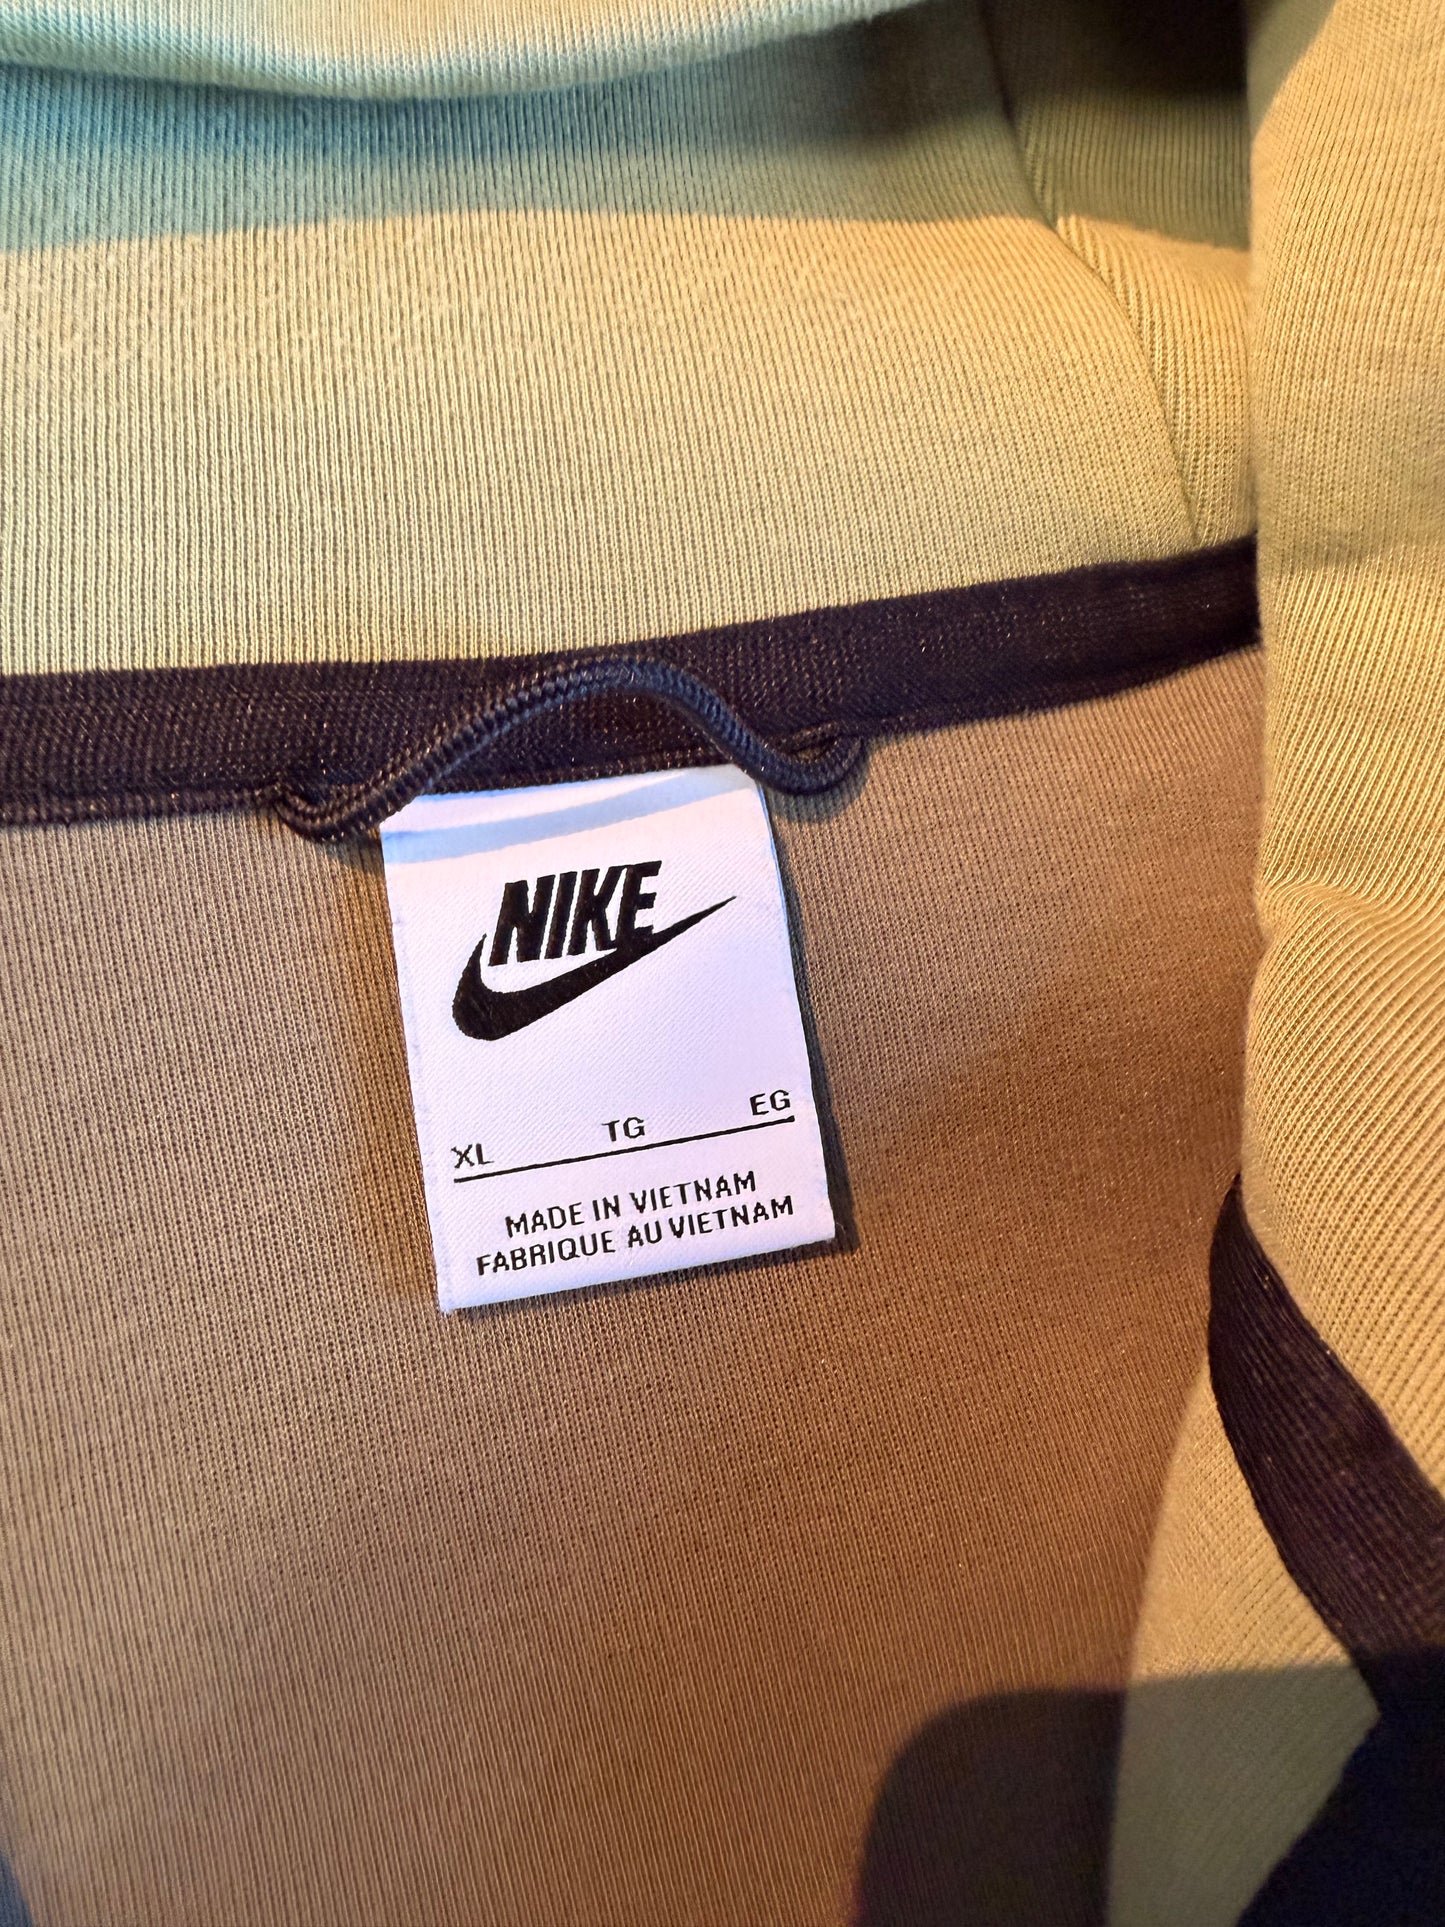 NIKE
XL TG EG
MADE IN VIETNAM
FABRIQUE AU VIETNAM